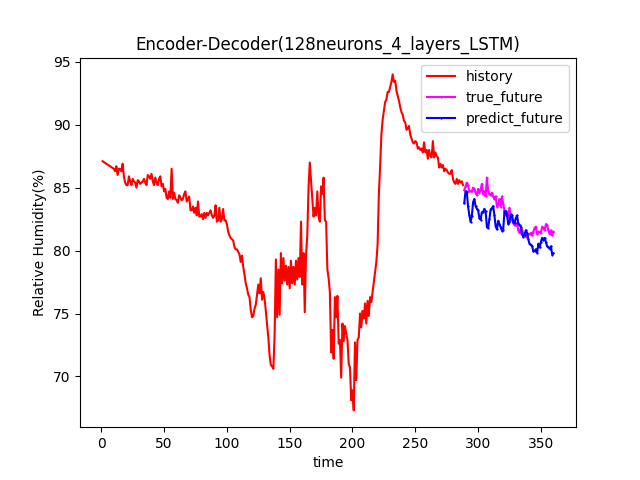 Encoder-Decoder(128neurons_4_layers_LSTM)
history
true_future
predict_future
Relative Humidity(%)
95
90
85
80
75
70
0 50 100 150 200 250 300 350
time